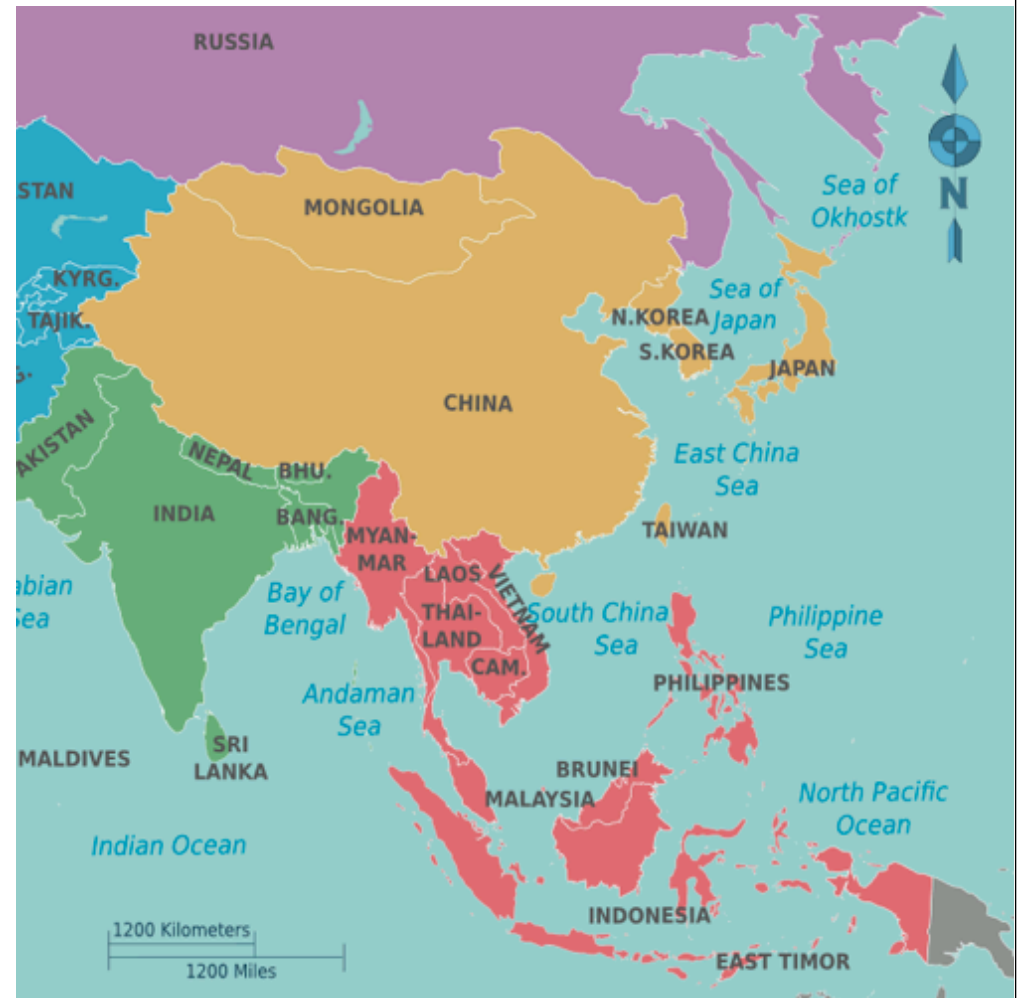 RUSSIA
N
Sea of
Okhostk
STAN
MONGOLIA
KYRG.
TAJIK.
Sea of
Japan
N.KOREA
S.KOREA
JAPAN
G.
CHINA
AKISTAN
NEPAL
BHU.
East China
Sea
INDIA
BANG.
TAIWAN
MYAN-
MAR
LAOS
VIETNAM
abian
Sea
Bay of
Bengal
THAI-
LAND
South China
Sea
Philippine
Sea
CAM.
PHILIPPINES
Andaman
Sea
MALDIVES
SRI
LANKA
BRUNEI
MALAYSIA
North Pacific
Ocean
Indian Ocean
INDONESIA
EAST TIMOR
1200 Kilometers
1200 Miles